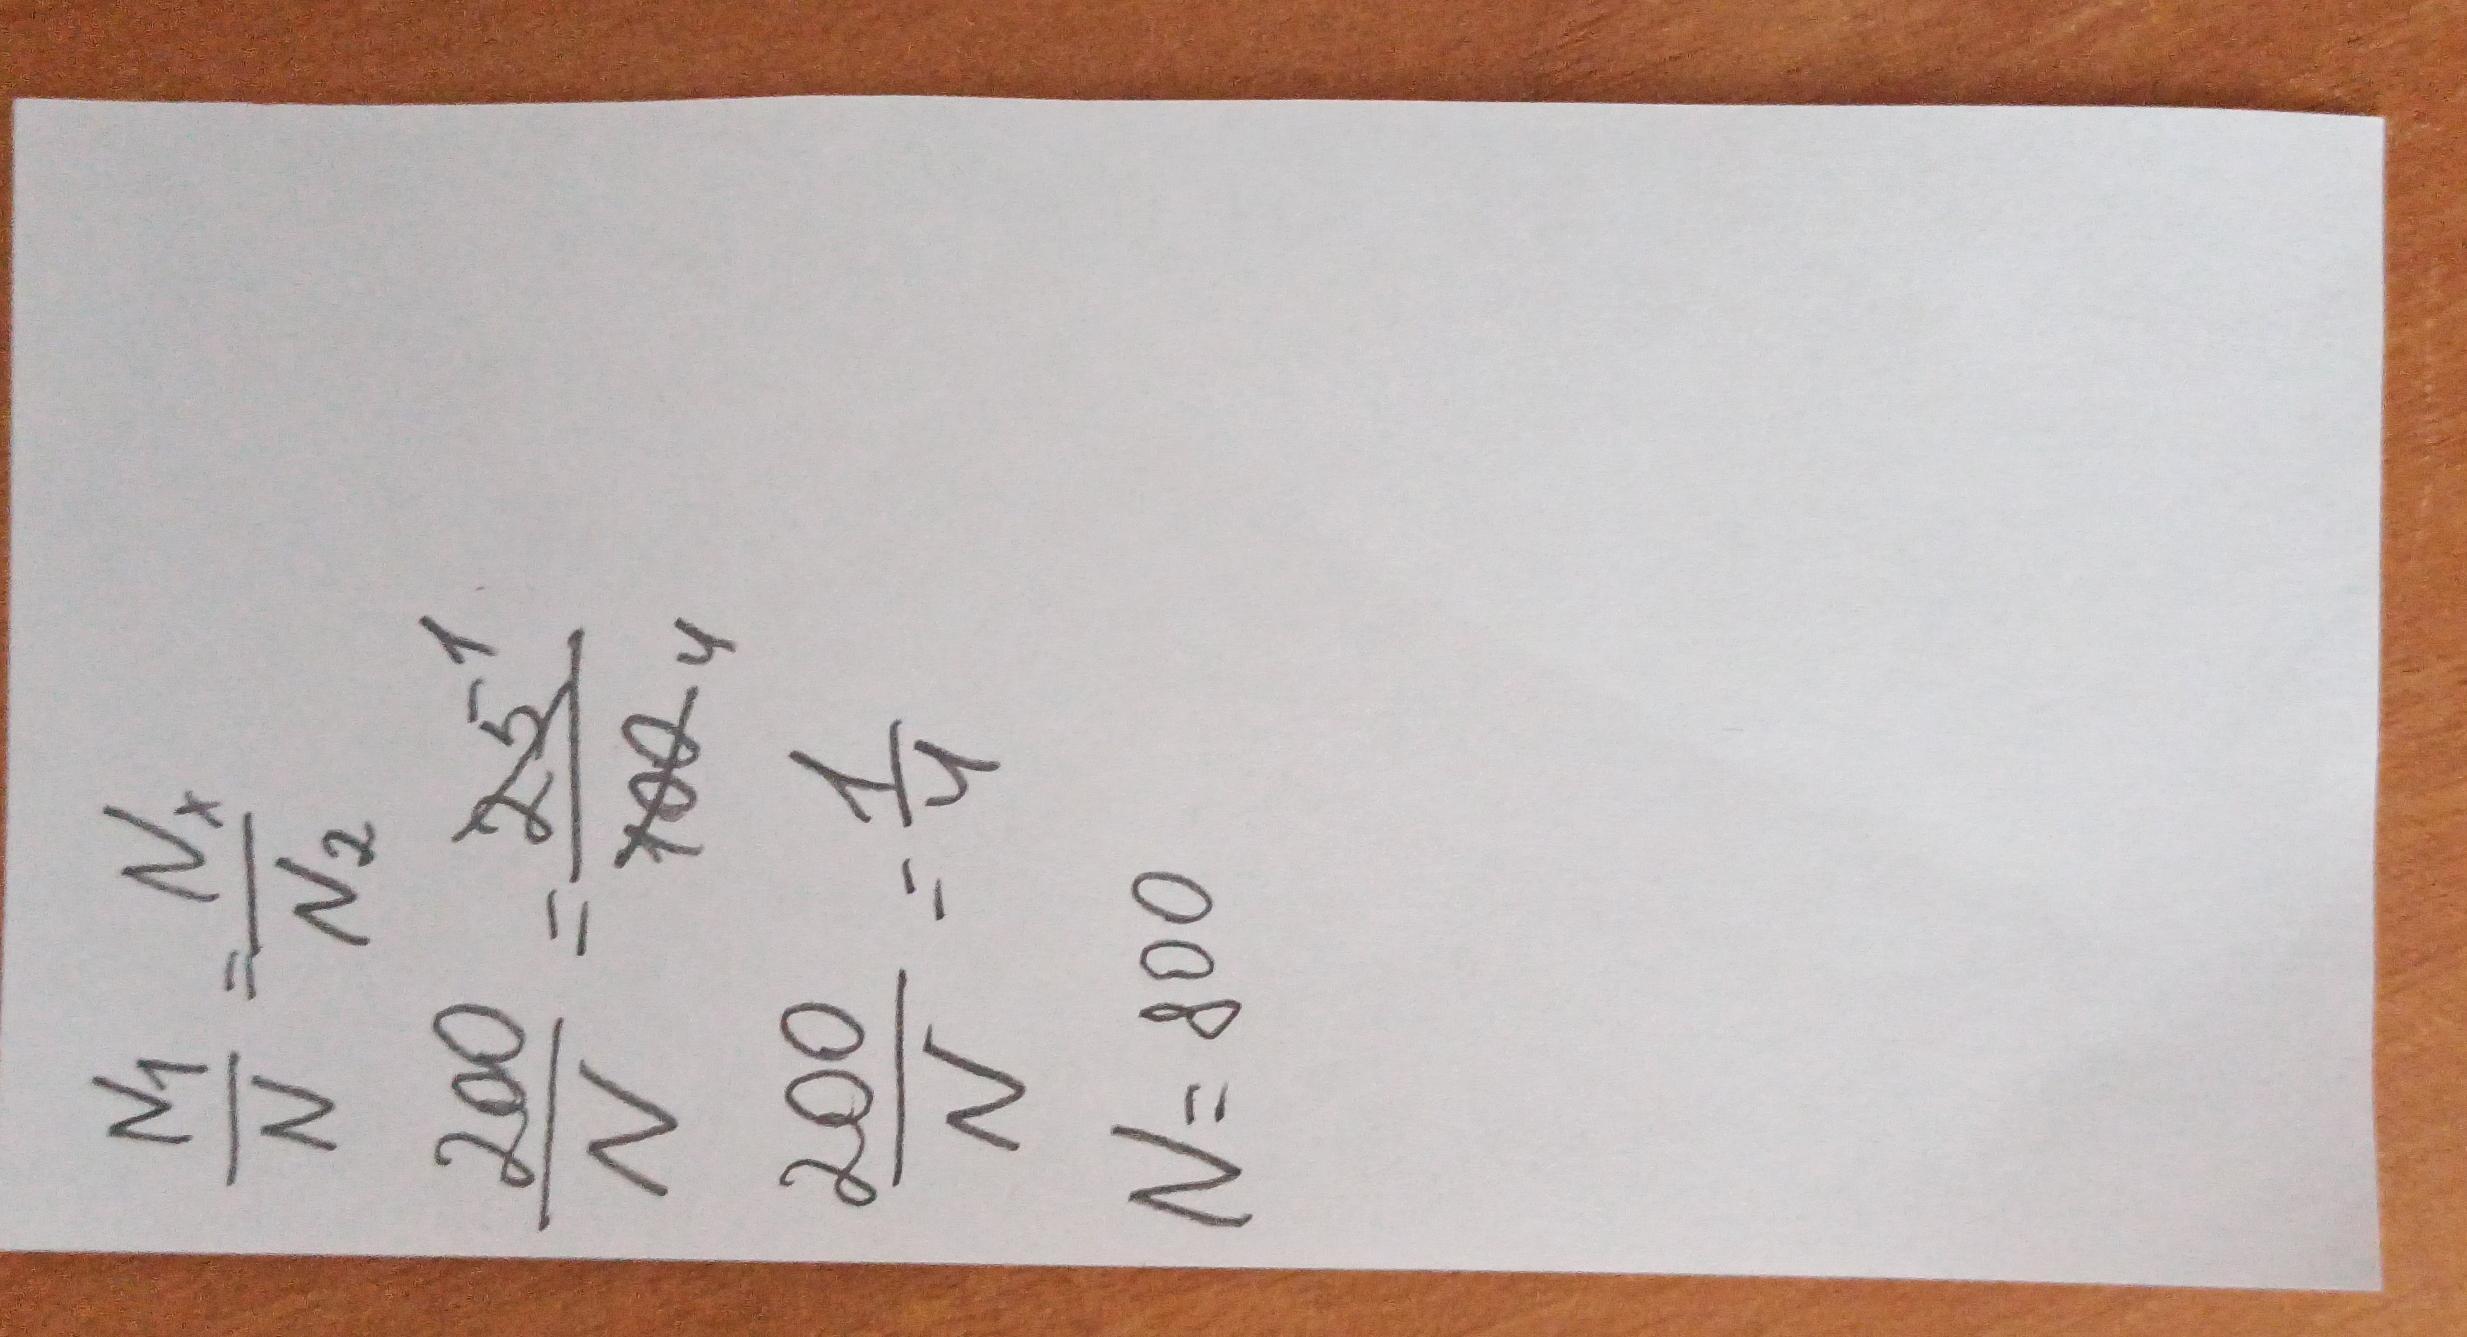 N₁/N = Nₓ/N₂
200/N = 25 1/100 4
200/N = 1/4
N = 800